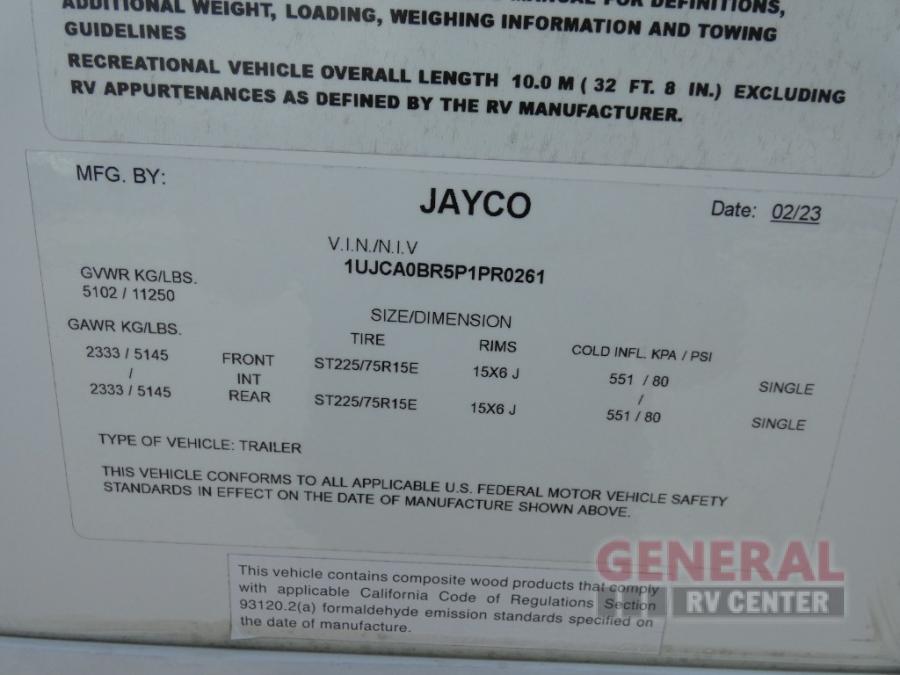 ADDITIONAL WEIGHT, LOADING, WEIGHING INFORMATION AND TOWING
GUIDELINES
RECREATIONAL VEHICLE OVERALL LENGTH 10.0 M ( 32 FT. 8 IN.) EXCLUDING
RV APPURTENANCES AS DEFINED BY THE RV MANUFACTURER.
MFG. BY: JAYCO Date: 02/23
V.I.N./N.I.V
1UJCA0BR5P1PR0261
GVWR KG/LBS.
5102 / 11250
SIZE/DIMENSION
GAWR KG/LBS. TIRE RIMS COLD INFL. KPA / PSI
2333 / 5145 FRONT ST225/75R15E 15X6 J 551 / 80 SINGLE
/ INT /
2333 / 5145 REAR ST225/75R15E 15X6 J 551 / 80 SINGLE
TYPE OF VEHICLE: TRAILER
THIS VEHICLE CONFORMS TO ALL APPLICABLE U.S. FEDERAL MOTOR VEHICLE SAFETY
STANDARDS IN EFFECT ON THE DATE OF MANUFACTURE SHOWN ABOVE.
This vehicle contains composite wood products that comply
with applicable California Code of Regulations Section
93120.2(a) formaldehyde emission standards specified on
the date of manufacture.
GENERAL
RV CENTER